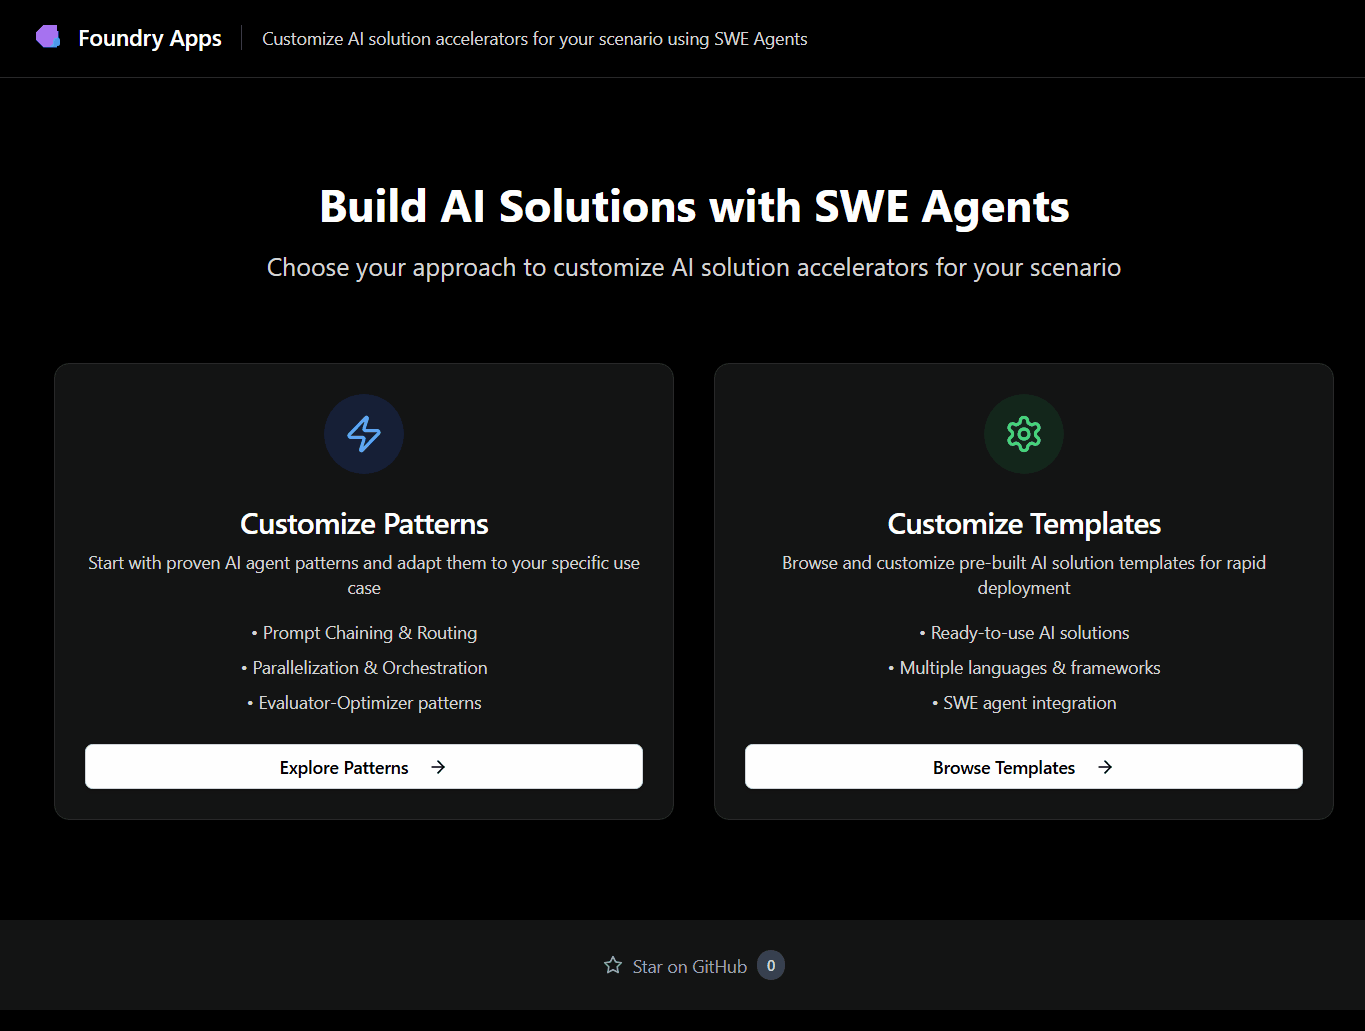 Foundry Apps
Customize AI solution accelerators for your scenario using SWE Agents
Build AI Solutions with SWE Agents
Choose your approach to customize AI solution accelerators for your scenario
Customize Patterns
Start with proven AI agent patterns and adapt them to your specific use
case
• Prompt Chaining & Routing
• Parallelization & Orchestration
• Evaluator-Optimizer patterns
Explore Patterns →
Customize Templates
Browse and customize pre-built AI solution templates for rapid
deployment
• Ready-to-use AI solutions
• Multiple languages & frameworks
• SWE agent integration
Browse Templates →
Star on GitHub 0